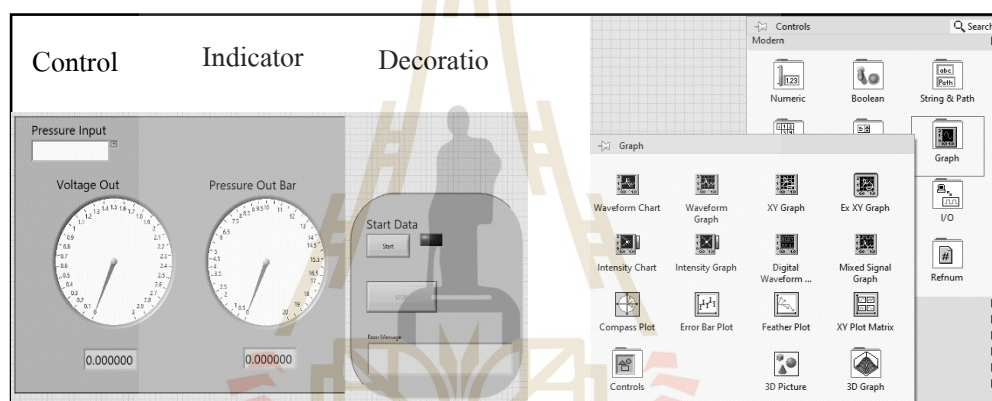 Control Indicator Decoratio
Pressure Input
Voltage Out
Pressure Out Bar
0.000000
0.000000
Start Data
Start
Error Message
Controls
Search
Modern
Numeric
Boolean
String & Path
Graph
I/O
Refnum
Graph
Waveform Chart
Waveform
Graph
XY Graph
Ex XY Graph
Intensity Chart
Intensity Graph
Digital
Waveform ...
Mixed Signal
Graph
Compass Plot
Error Bar Plot
Feather Plot
XY Plot Matrix
Controls
3D Picture
3D Graph